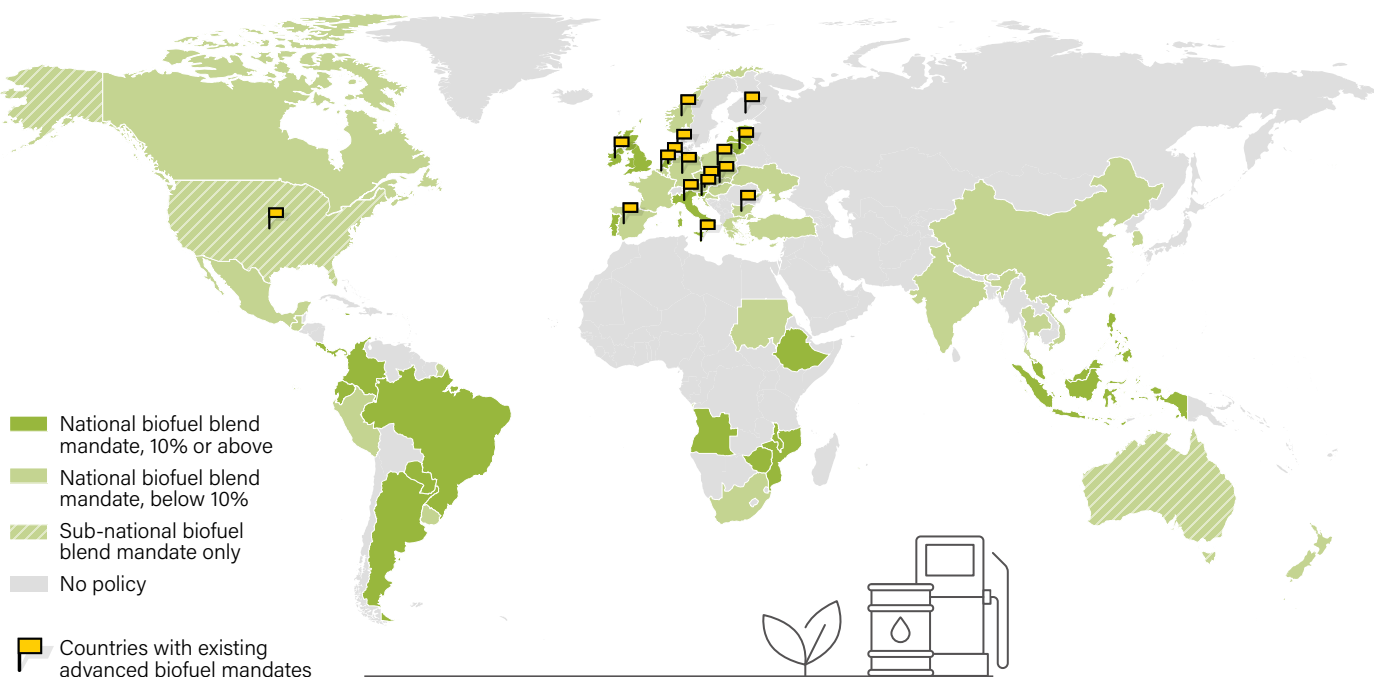 National biofuel blend
mandate, 10% or above
National biofuel blend
mandate, below 10%
Sub-national biofuel
blend mandate only
No policy
Countries with existing
advanced biofuel mandates